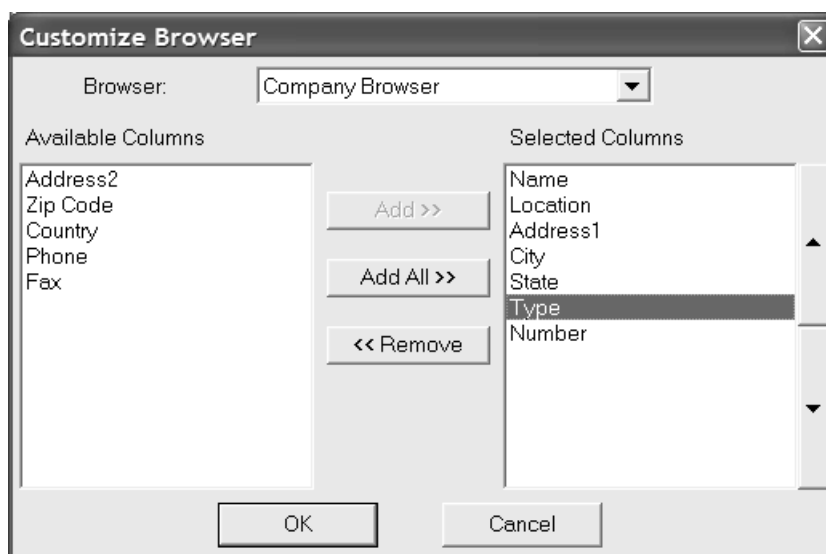 Customize Browser
Browser: Company Browser
Available Columns
Selected Columns
Address2
Zip Code
Country
Phone
Fax
Add >>
Add All >>
<< Remove
Name
Location
Address1
City
State
Type
Number
OK
Cancel